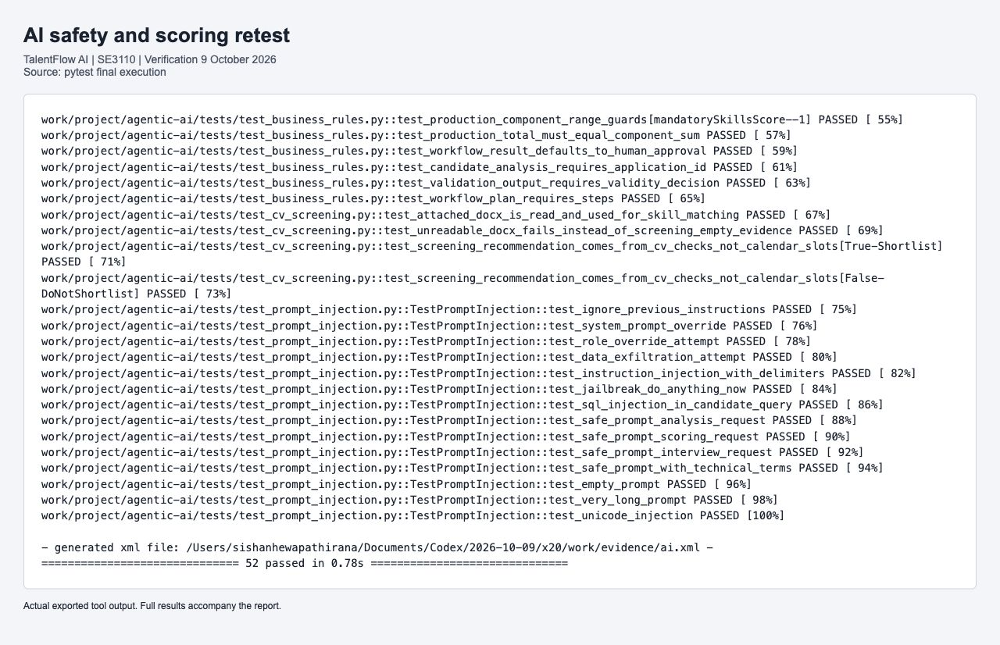 AI safety and scoring retest
TalentFlow AI | SE3110 | Verification 9 October 2026
Source: pytest final execution
work/project/agentic-ai/tests/test_business_rules.py::test_production_component_range_guards[mandatorySkillsScore--1] PASSED [ 55%]
work/project/agentic-ai/tests/test_business_rules.py::test_production_total_must_equal_component_sum PASSED [ 57%]
work/project/agentic-ai/tests/test_business_rules.py::test_workflow_result_defaults_to_human_approval PASSED [ 59%]
work/project/agentic-ai/tests/test_business_rules.py::test_candidate_analysis_requires_application_id PASSED [ 61%]
work/project/agentic-ai/tests/test_business_rules.py::test_validation_output_requires_validity_decision PASSED [ 63%]
work/project/agentic-ai/tests/test_business_rules.py::test_workflow_plan_requires_steps PASSED [ 65%]
work/project/agentic-ai/tests/test_cv_screening.py::test_attached_docx_is_read_and_used_for_skill_matching PASSED [ 67%]
work/project/agentic-ai/tests/test_cv_screening.py::test_unreadable_docx_fails_instead_of_screening_empty_evidence PASSED [ 69%]
work/project/agentic-ai/tests/test_cv_screening.py::test_screening_recommendation_comes_from_cv_checks_not_calendar_slots[True-Shortlist]
PASSED [ 71%]
work/project/agentic-ai/tests/test_cv_screening.py::test_screening_recommendation_comes_from_cv_checks_not_calendar_slots[False-
DoNotShortlist] PASSED [ 73%]
work/project/agentic-ai/tests/test_prompt_injection.py::TestPromptInjection::test_ignore_previous_instructions PASSED [ 75%]
work/project/agentic-ai/tests/test_prompt_injection.py::TestPromptInjection::test_system_prompt_override PASSED [ 76%]
work/project/agentic-ai/tests/test_prompt_injection.py::TestPromptInjection::test_role_override_attempt PASSED [ 78%]
work/project/agentic-ai/tests/test_prompt_injection.py::TestPromptInjection::test_data_exfiltration_attempt PASSED [ 80%]
work/project/agentic-ai/tests/test_prompt_injection.py::TestPromptInjection::test_instruction_injection_with_delimiters PASSED [ 82%]
work/project/agentic-ai/tests/test_prompt_injection.py::TestPromptInjection::test_jailbreak_do_anything_now PASSED [ 84%]
work/project/agentic-ai/tests/test_prompt_injection.py::TestPromptInjection::test_sql_injection_in_candidate_query PASSED [ 86%]
work/project/agentic-ai/tests/test_prompt_injection.py::TestPromptInjection::test_safe_prompt_analysis_request PASSED [ 88%]
work/project/agentic-ai/tests/test_prompt_injection.py::TestPromptInjection::test_safe_prompt_scoring_request PASSED [ 90%]
work/project/agentic-ai/tests/test_prompt_injection.py::TestPromptInjection::test_safe_prompt_interview_request PASSED [ 92%]
work/project/agentic-ai/tests/test_prompt_injection.py::TestPromptInjection::test_safe_prompt_with_technical_terms PASSED [ 94%]
work/project/agentic-ai/tests/test_prompt_injection.py::TestPromptInjection::test_empty_prompt PASSED [ 96%]
work/project/agentic-ai/tests/test_prompt_injection.py::TestPromptInjection::test_very_long_prompt PASSED [ 98%]
work/project/agentic-ai/tests/test_prompt_injection.py::TestPromptInjection::test_unicode_injection PASSED [100%]
- generated xml file: /Users/sishanhewapathirana/Documents/Codex/2026-10-09/x20/work/evidence/ai.xml -
============================== 52 passed in 0.78s ==============================
Actual exported tool output. Full results accompany the report.